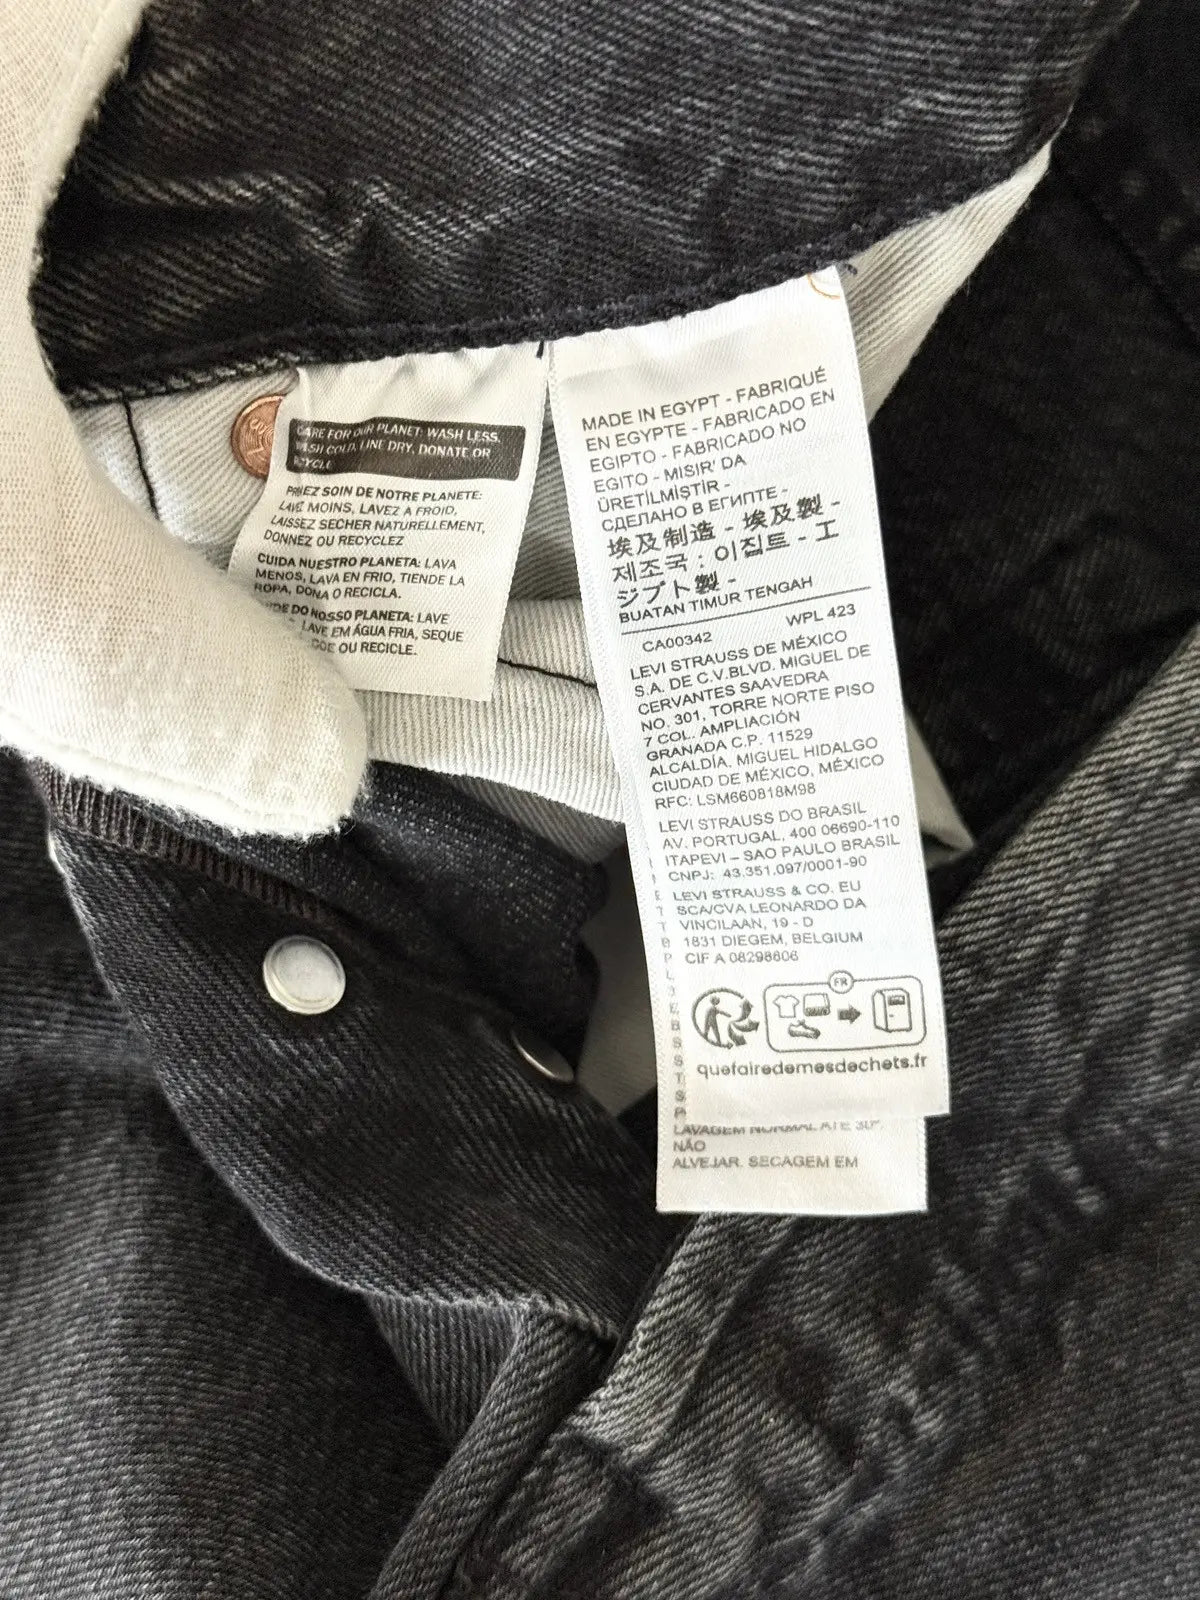 CARE FOR OUR PLANET: WASH LESS,
WASH COLD, LINE DRY, DONATE OR
RECYCLE
SOIN DE NOTRE PLANETE:
MOINS, LAVEZ A FROID,
LAISSEZ SECHER NATURELLEMENT,
DONNEZ OU RECYCLEZ
CUIDA NUESTRO PLANETA: LAVA
MENOS, LAVA EN FRIO, TIENDE LA
ROPA, DONA O RECICLA.
DO NOSSO PLANETA: LAVE
LAVE EM ÁGUA FRIA, SEQUE
OU RECICLE.
MADE IN EGYPT - FABRIQUÉ
EN EGYPTE - FABRICADO EN
EGIPTO - FABRICADO NO
EGITO - MISIR' DA
ÜRETİLMİŞTİR -
СДЕЛАНО В ЕГИПТЕ -
埃及制造 - 埃及製 -
제조국 : 이집트 - エ
ジプト製 -
BUATAN TIMUR TENGAH
CA00342 WPL 423
LEVI STRAUSS DE MÉXICO
S.A. DE C.V.BLVD. MIGUEL DE
CERVANTES SAAVEDRA
NO. 301, TORRE NORTE PISO
7 COL. AMPLIACIÓN
GRANADA C.P. 11529
ALCALDÍA. MIGUEL HIDALGO
CIUDAD DE MÉXICO, MÉXICO
RFC: LSM660818M98
LEVI STRAUSS DO BRASIL
AV. PORTUGAL, 400 06690-110
ITAPEVI – SAO PAULO BRASIL
CNPJ: 43.351.097/0001-90
LEVI STRAUSS & CO. EU
SCA/CVA LEONARDO DA
VINCILAAN, 19 - D
1831 DIEGEM, BELGIUM
CIF A 08298606
FR
quefairedemesdechets.fr
LAVAGEM NORMAL ATE 30º.
NÃO
ALVEJAR. SECAGEM EM